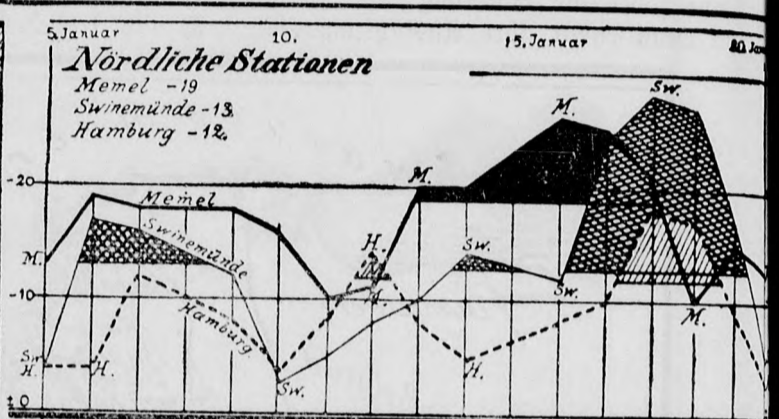 5. Januar 10. 15. Januar 20. Jan
Nördliche Stationen
Memel -19
Swinemünde -13.
Hamburg -12.
Sw.
M.
-20 M.
Memel
Swinemünde
M.
H.
Sw.
-10
M.
Sw.
M.
Hamburg
Sw.
H.
H.
H.
Sw.
±0